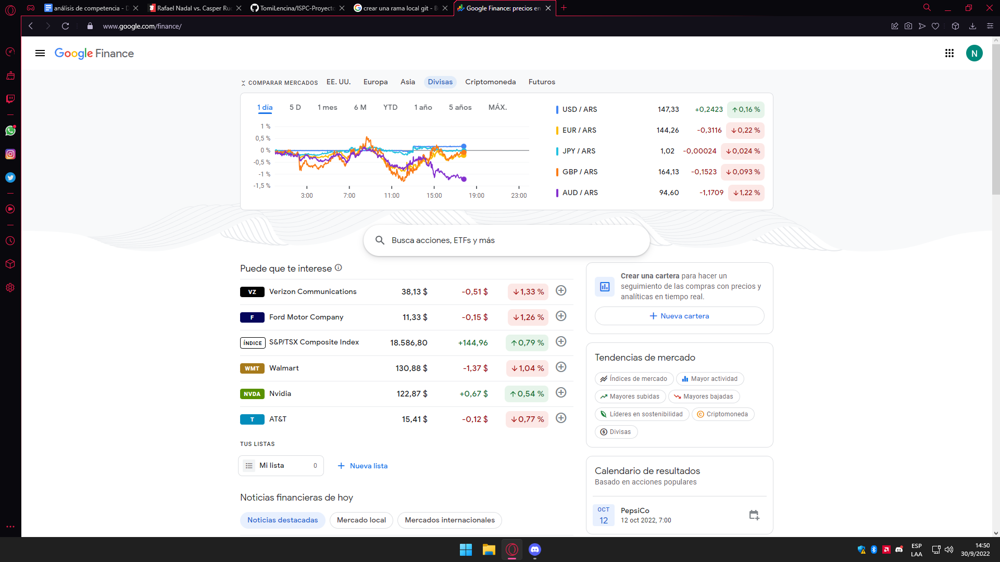 análisis de competencia - D
Rafael Nadal vs. Casper Ruu
TomiLencina/ISPC-Proyecto
crear una rama local git - B
Google Finance: precios en
www.google.com/finance/
Google Finance
N
COMPARAR MERCADOS
EE. UU.
Europa
Asia
Divisas
Criptomoneda
Futuros
1 día
5 D
1 mes
6 M
YTD
1 año
5 años
MÁX.
1 %
0,5 %
0 %
-0,5 %
-1 %
-1,5 %
3:00
7:00
11:00
15:00
19:00
23:00
USD / ARS 147,33 +0,2423 ↑0,16 %
EUR / ARS 144,26 -0,3116 ↓0,22 %
JPY / ARS 1,02 -0,00024 ↓0,024 %
GBP / ARS 164,13 -0,1523 ↓0,093 %
AUD / ARS 94,60 -1,1709 ↓1,22 %
Busca acciones, ETFs y más
Puede que te interese
VZ Verizon Communications 38,13 $ -0,51 $ ↓1,33 %
F Ford Motor Company 11,33 $ -0,15 $ ↓1,26 %
ÍNDICE S&P/TSX Composite Index 18.586,80 +144,96 ↑0,79 %
WMT Walmart 130,88 $ -1,37 $ ↓1,04 %
NVDA Nvidia 122,87 $ +0,67 $ ↑0,54 %
T AT&T 15,41 $ -0,12 $ ↓0,77 %
TUS LISTAS
Mi lista 0
+ Nueva lista
Noticias financieras de hoy
Noticias destacadas
Mercado local
Mercados internacionales
Crear una cartera para hacer un
seguimiento de las compras con precios y
analíticas en tiempo real.
+ Nueva cartera
Tendencias de mercado
Índices de mercado
Mayor actividad
Mayores subidas
Mayores bajadas
Líderes en sostenibilidad
Criptomoneda
Divisas
Calendario de resultados
Basado en acciones populares
OCT
12
PepsiCo
12 oct 2022, 7:00
ESP
LAA
14:50
30/9/2022